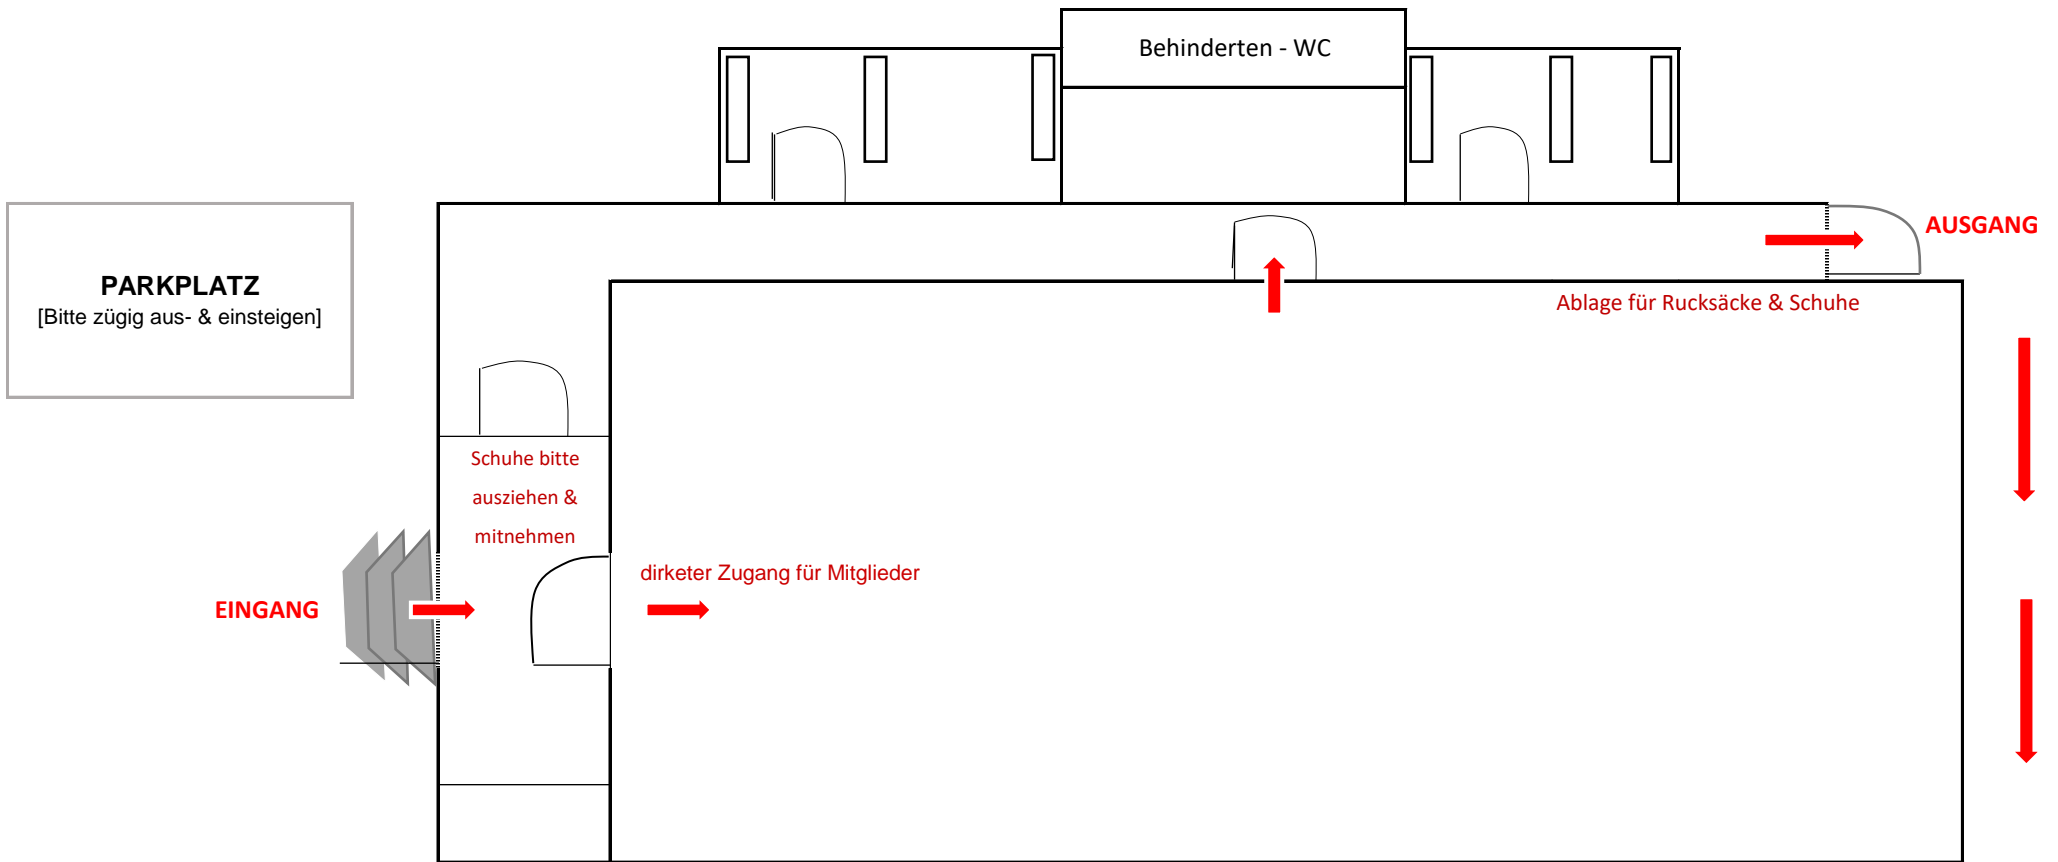 Behinderten - WC
AUSGANG
PARKPLATZ
[Bitte zügig aus- & einsteigen]
Ablage für Rucksäcke & Schuhe
Schuhe bitte
ausziehen &
mitnehmen
dirketer Zugang für Mitglieder
EINGANG